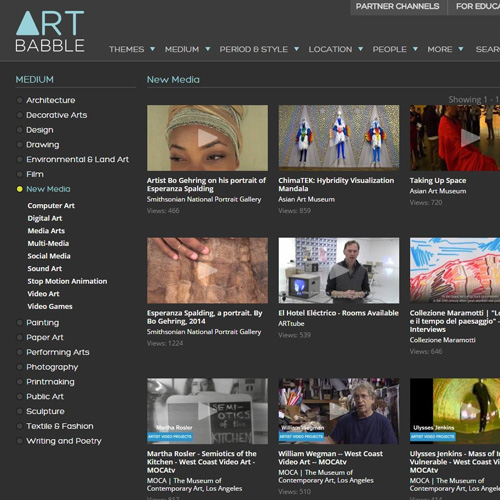 PARTNER CHANNELS
FOR EDUCA
ART
BABBLE
THEMES
MEDIUM
PERIOD & STYLE
LOCATION
PEOPLE
MORE
SEAR
MEDIUM
Architecture
Decorative Arts
Design
Drawing
Environmental & Land Art
Film
New Media
Computer Art
Digital Art
Media Arts
Multi-Media
Social Media
Sound Art
Stop Motion Animation
Video Art
Video Games
Painting
Paper Art
Performing Arts
Photography
Printmaking
Public Art
Sculpture
Textile & Fashion
Writing and Poetry
New Media
Showing 1 - 1
Artist Bo Gehring on his portrait of
Esperanza Spalding
Smithsonian National Portrait Gallery
Views: 466
ChimaTEK: Hybridity Visualization
Mandala
Asian Art Museum
Views: 859
Taking Up Space
Asian Art Museum
Views: 720
Esperanza Spalding, a portrait. By
Bo Gehring, 2014
Smithsonian National Portrait Gallery
Views: 1224
El Hotel Eléctrico - Rooms Available
ARTtube
Views: 539
Collezione Maramotti | "Lo
e il tempo del paesaggio" -
Interviews
Collezione Maramotti
Views: 646
Martha Rosler
SEMI-
OTICS
of the
KITCHEN
ARTIST VIDEO PROJECTS
Martha Rosler - Semiotics of the
Kitchen - West Coast Video Art -
MOCAtv
MOCA | The Museum of
Contemporary Art, Los Angeles
Views: 817
William Wegman
ARTIST VIDEO PROJECTS
William Wegman -- West Coast
Video Art -- MOCAtv
MOCA | The Museum of
Contemporary Art, Los Angeles
Views: 510
Ulysses Jenkins
ARTIST VIDEO PROJECTS
Ulysses Jenkins - Mass of I
Vulnerable - West Coast Vi
MOCAtv
MOCA | The Museum of
Contemporary Art, Los An